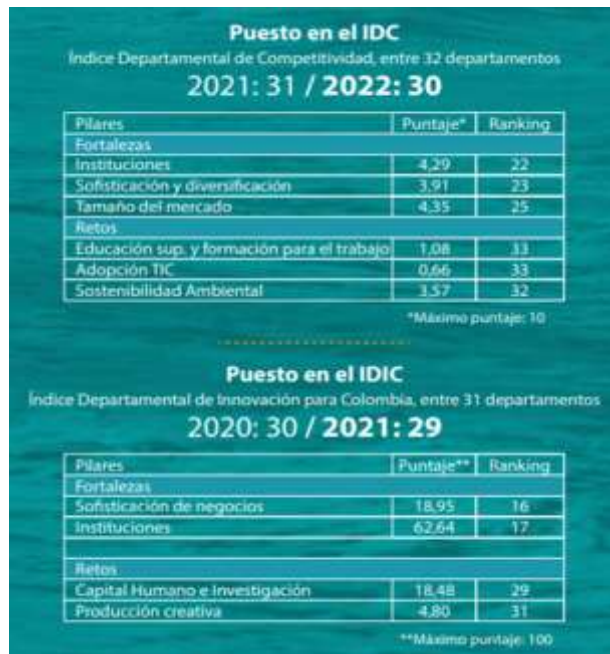 Puesto en el IDC
Índice Departamental de Competitividad, entre 32 departamentos
2021: 31 / 2022: 30
Pilares Puntaje* Ranking
Fortalezas
Instituciones 4,29 22
Sofisticación y diversificación 3,91 23
Tamaño del mercado 4,35 25
Retos
Educación sup. y formación para el trabajo 1,08 33
Adopción TIC 0,66 33
Sostenibilidad Ambiental 3,57 32
*Máximo puntaje: 10
Puesto en el IDIC
Índice Departamental de Innovación para Colombia, entre 31 departamentos
2020: 30 / 2021: 29
Pilares Puntaje** Ranking
Fortalezas
Sofisticación de negocios 18,95 16
Instituciones 62,64 17
Retos
Capital Humano e Investigación 18,48 29
Producción creativa 4,80 31
**Máximo puntaje: 100